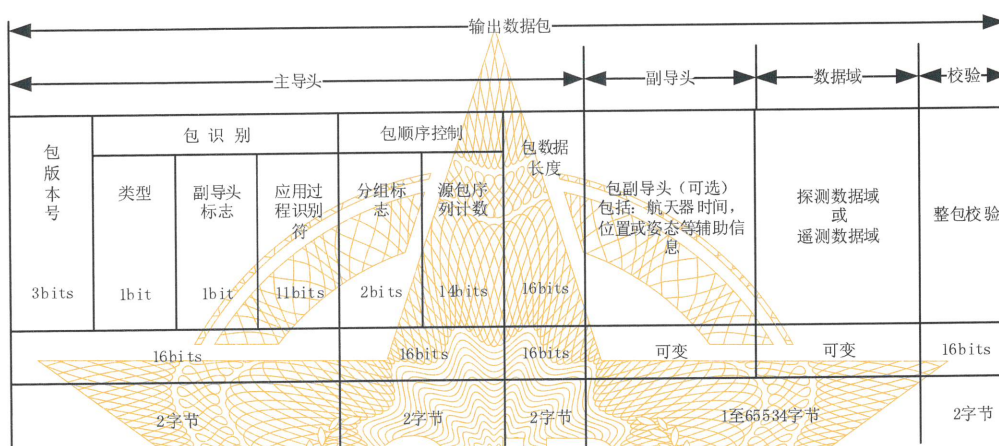 输出数据包
主导头
副导头
数据域
校验
包版本号
包识别
包顺序控制
包数据长度
类型
副导头标志
应用过程识别符
分组标志
源包序列计数
包副导头（可选）
包括：航天器时间，
位置或姿态等辅助信
息
探测数据域
或
遥测数据域
整包校验
3bits
1bit
1bit
11bits
2bits
14bits
16bits
16bits
16bits
16bits
可变
可变
16bits
2字节
2字节
2字节
1至65534字节
2字节